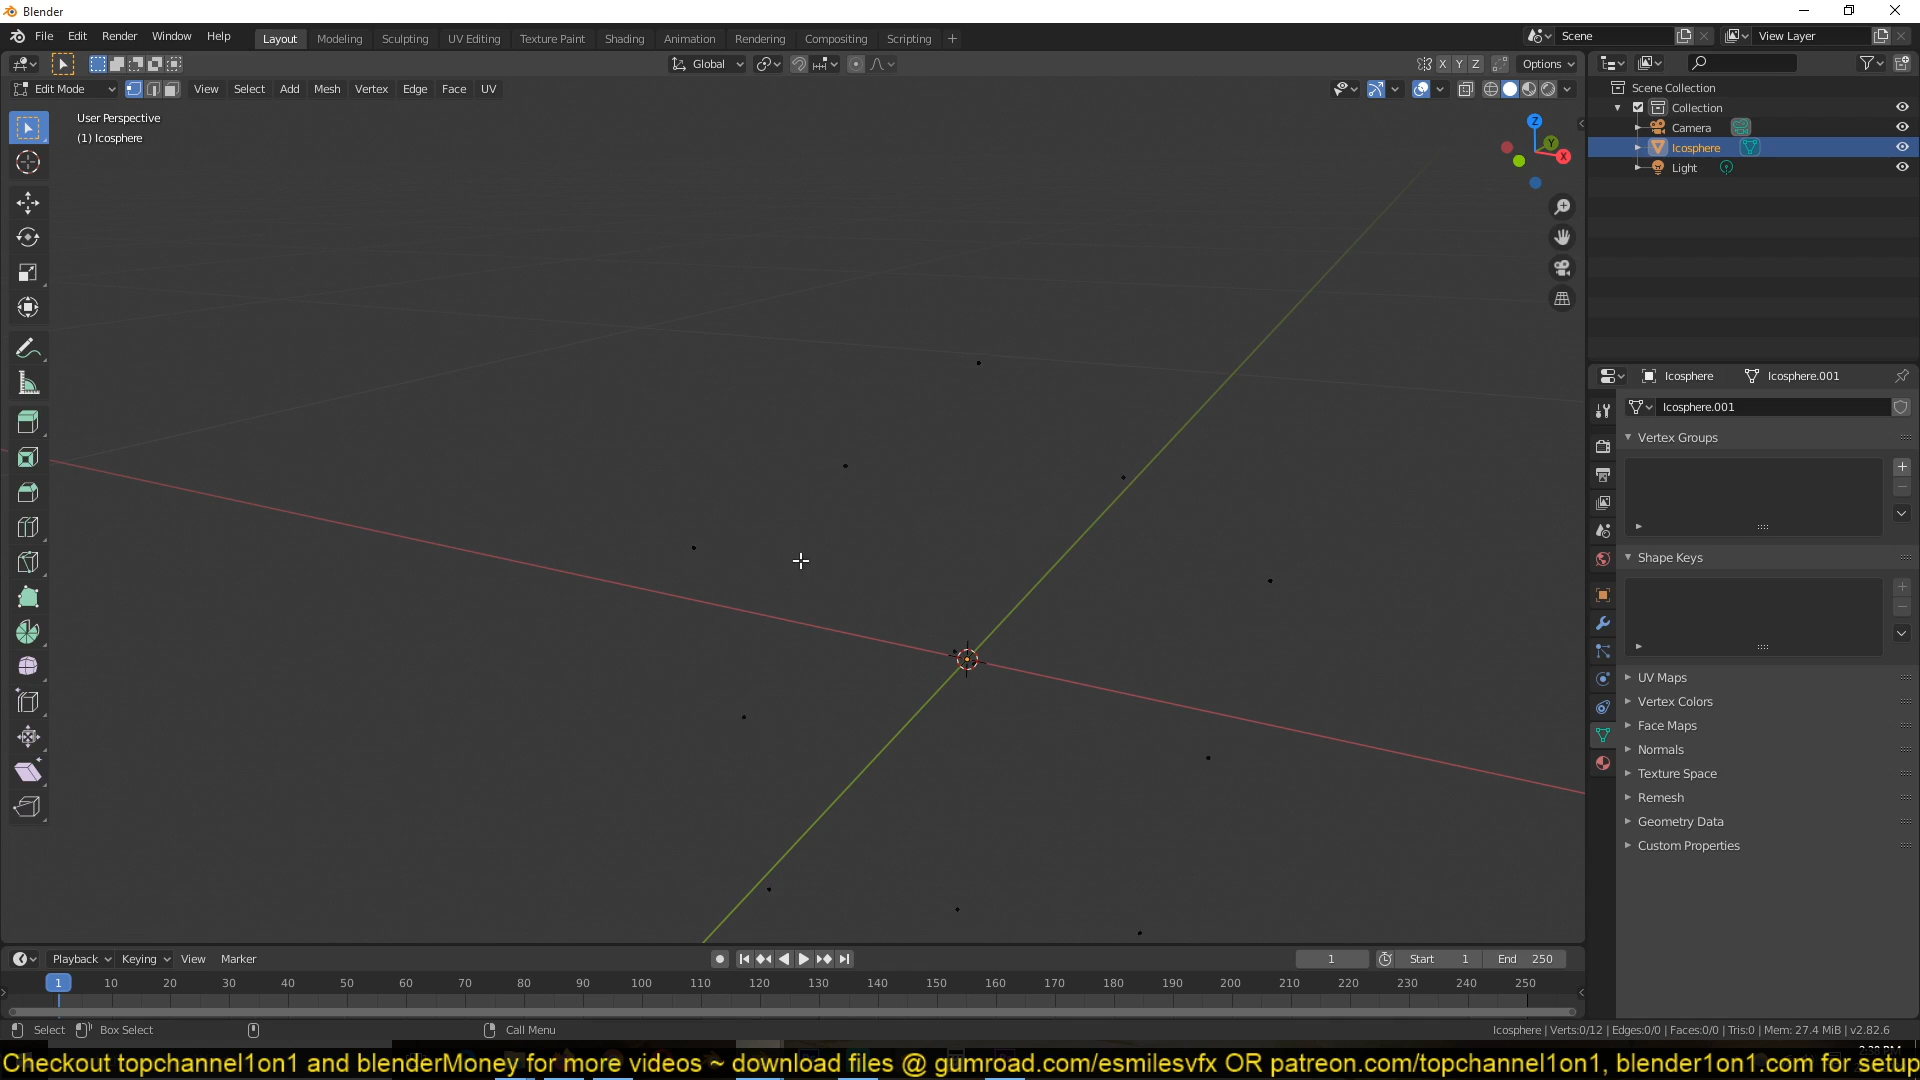 Blender
File Edit Render Window Help Layout Modeling Sculpting UV Editing Texture Paint Shading Animation Rendering Compositing Scripting + Scene View Layer
Global X Y Z Options
Edit Mode View Select Add Mesh Vertex Edge Face UV
User Perspective
(1) Icosphere
Z
Y
X
Scene Collection
Collection
Camera
Icosphere
Light
Icosphere Icosphere.001
Icosphere.001
Vertex Groups
Shape Keys
UV Maps
Vertex Colors
Face Maps
Normals
Texture Space
Remesh
Geometry Data
Custom Properties
Playback Keying View Marker 1 Start 1 End 250
1 10 20 30 40 50 60 70 80 90 100 110 120 130 140 150 160 170 180 190 200 210 220 230 240 250
Select Box Select Call Menu Icosphere | Verts:0/12 | Edges:0/0 | Faces:0/0 | Tris:0 | Mem: 27.4 MiB | v2.82.6
Checkout topchannel1on1 and blenderMoney for more videos ~ download files @ gumroad.com/esmilesvfx OR patreon.com/topchannel1on1, blender1on1.com for setup